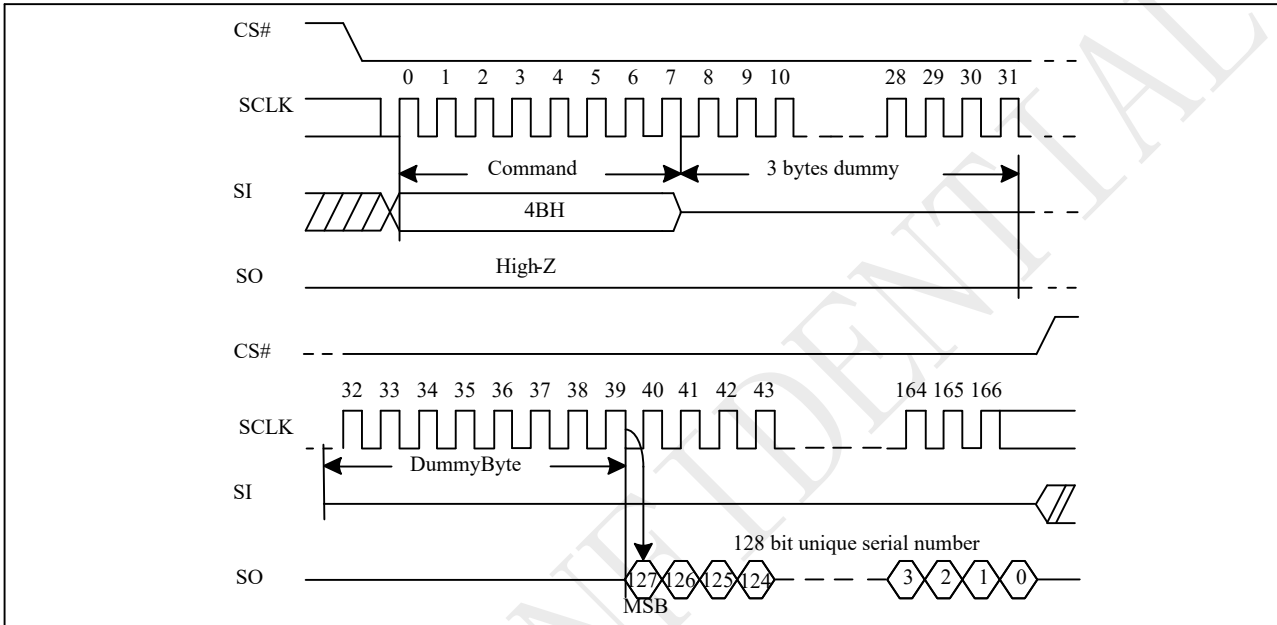 CS#
0 1 2 3 4 5 6 7 8 9 10 28 29 30 31
SCLK
Command 3 bytes dummy
SI
4BH
High-Z
SO
CS#
32 33 34 35 36 37 38 39 40 41 42 43 164 165 166
SCLK
DummyByte
SI
128 bit unique serial number
SO 127 126 125 124 3 2 1 0
MSB